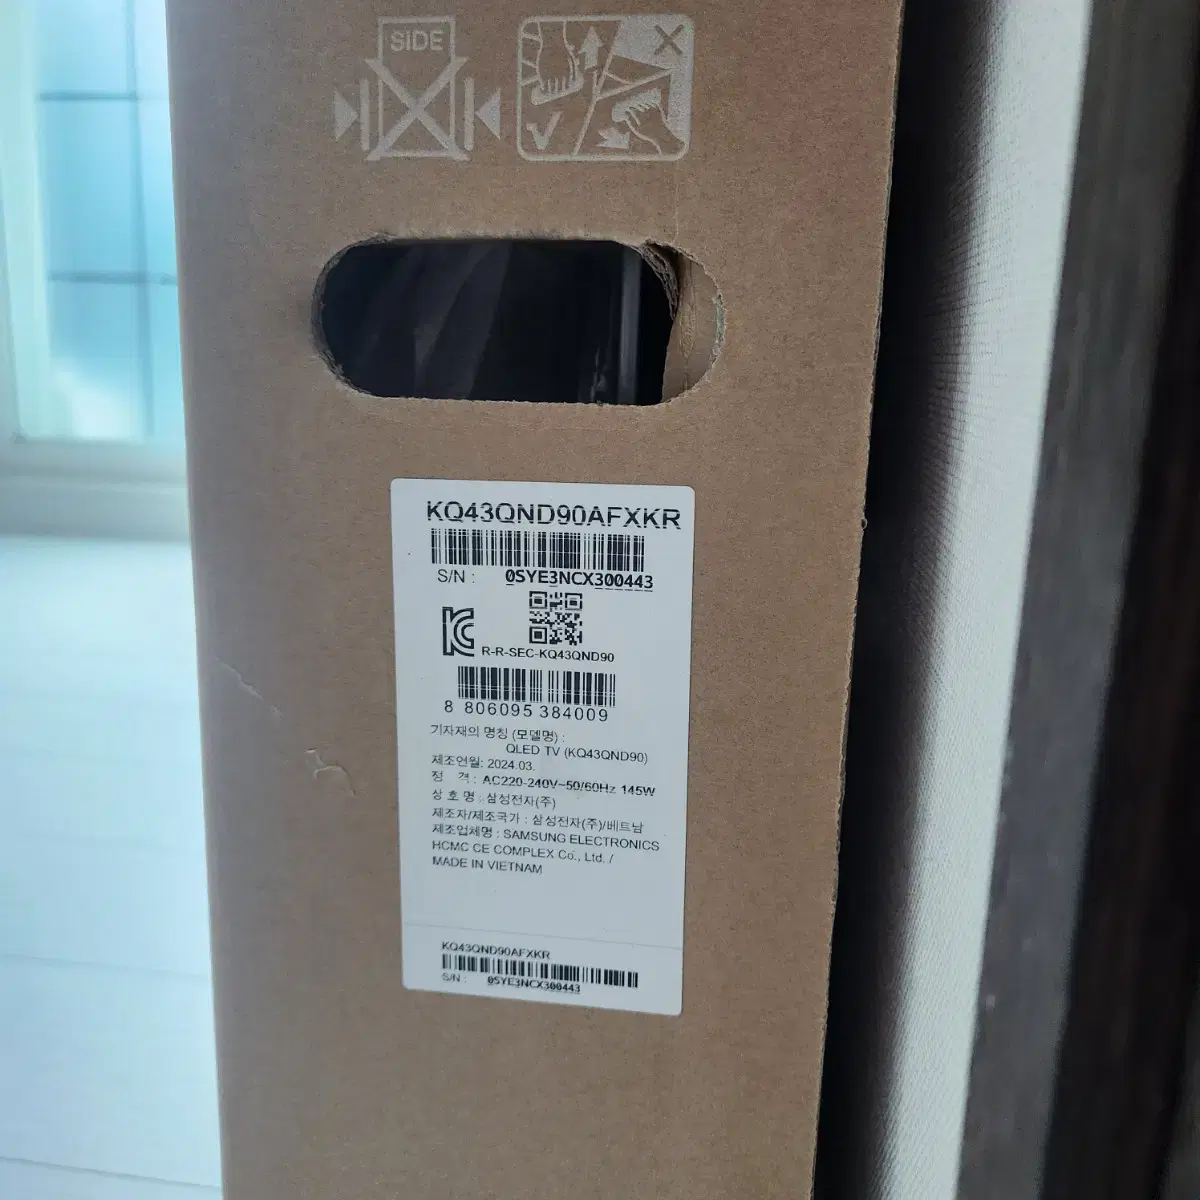 SIDE
KQ43QND90AFXKR
S/N : 0SYE3NCX300443
R-R-SEC-KQ43QND90
8 806095 384009
기자재의 명칭 (모델명) :
QLED TV (KQ43QND90)
제조연월: 2024.03.
정 격 : AC220-240V~50/60Hz 145W
상 호 명 : 삼성전자(주)
제조자/제조국가 : 삼성전자(주)/베트남
제조업체명 : SAMSUNG ELECTRONICS
HCMC CE COMPLEX Co., Ltd. /
MADE IN VIETNAM
KQ43QND90AFXKR
S/N : 0SYE3NCX300443